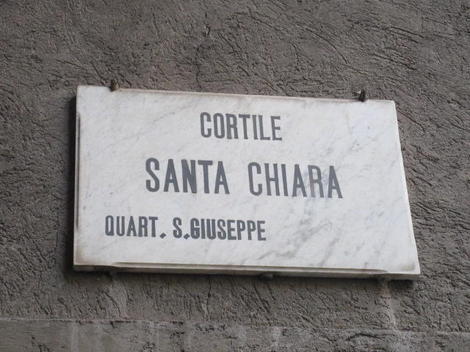 CORTILE
SANTA CHIARA
QUART. S.GIUSEPPE